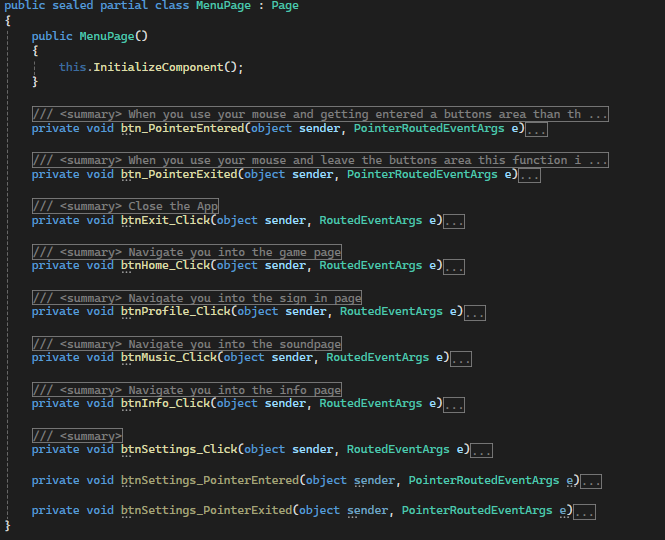 public sealed partial class MenuPage : Page
{
public MenuPage()
{
this.InitializeComponent();
}
/// <summary> When you use your mouse and getting entered a buttons area than th ...
private void btn_PointerEntered(object sender, PointerRoutedEventArgs e)...
/// <summary> When you use your mouse and leave the buttons area this function i ...
private void btn_PointerExited(object sender, PointerRoutedEventArgs e)...
/// <summary> Close the App
private void btnExit_Click(object sender, RoutedEventArgs e)...
/// <summary> Navigate you into the game page
private void btnHome_Click(object sender, RoutedEventArgs e)...
/// <summary> Navigate you into the sign in page
private void btnProfile_Click(object sender, RoutedEventArgs e)...
/// <summary> Navigate you into the soundpage
private void btnMusic_Click(object sender, RoutedEventArgs e)...
/// <summary> Navigate you into the info page
private void btnInfo_Click(object sender, RoutedEventArgs e)...
/// <summary>
private void btnSettings_Click(object sender, RoutedEventArgs e)...
private void btnSettings_PointerEntered(object sender, PointerRoutedEventArgs e)...
private void btnSettings_PointerExited(object sender, PointerRoutedEventArgs e)...
}